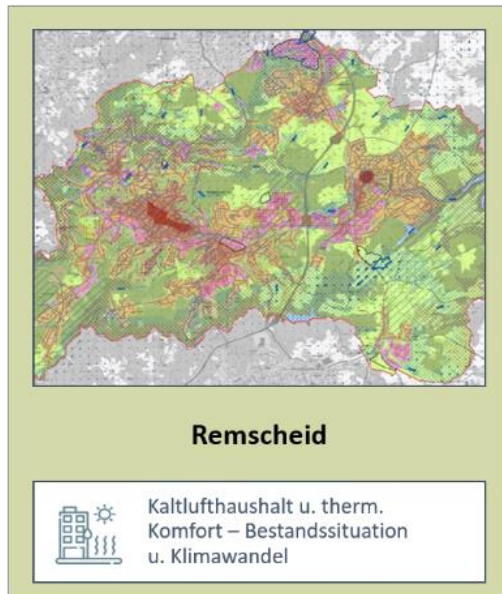 Remscheid
Kaltlufthaushalt u. therm.
Komfort – Bestandssituation
u. Klimawandel